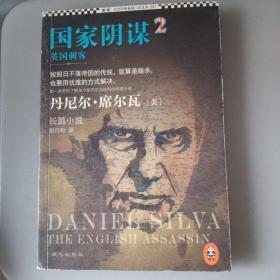 国家阴谋2
英国刺客
按照日不落帝国的传统，就算是暗杀，
也要用优雅的方式解决。
丹尼尔·席尔瓦
[美]
长篇小说
DANIEL SILVA
THE ENGLISH ASSASSIN